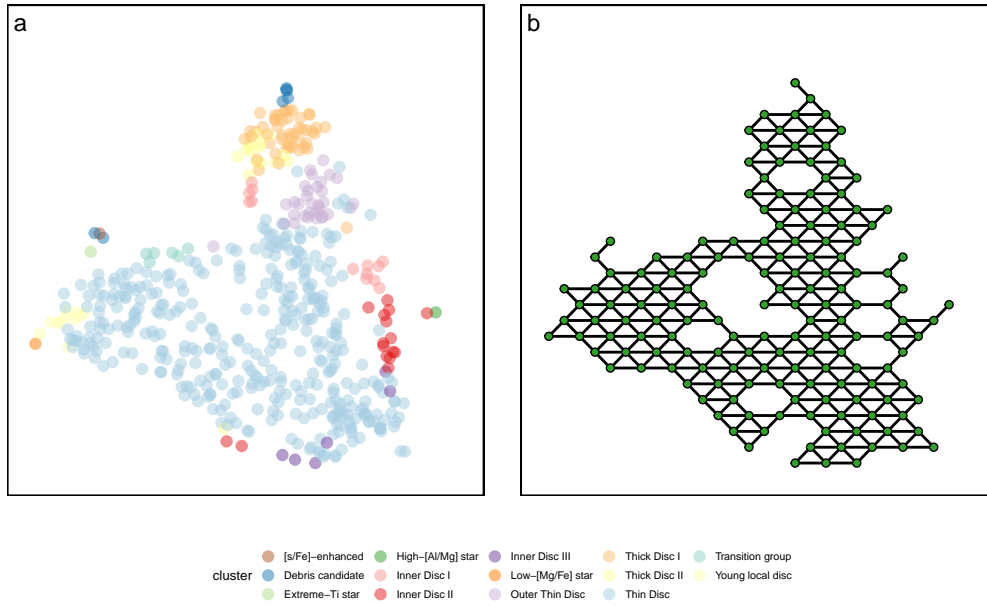 a
b
[s/Fe]−enhanced High−[Al/Mg] star Inner Disc III Thick Disc I Transition group
cluster Debris candidate Inner Disc I Low−[Mg/Fe] star Thick Disc II Young local disc
Extreme−Ti star Inner Disc II Outer Thin Disc Thin Disc